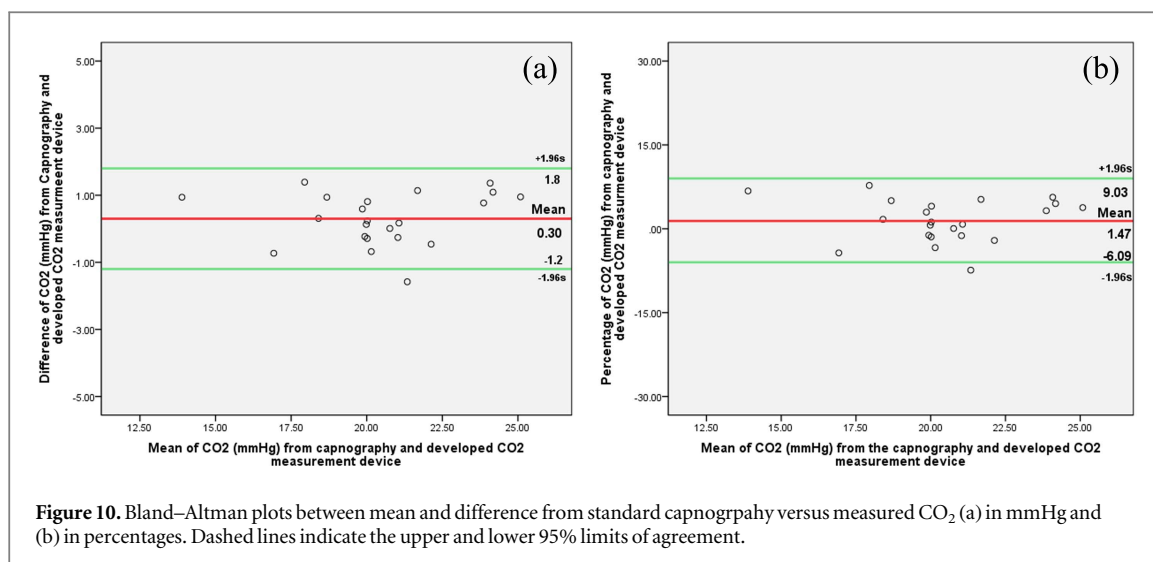 (a)
5.00
3.00
1.00
-1.00
-3.00
-5.00
Difference of CO2 (mmHg) from Capnography and
developed CO2 measurmeent device
+1.96s
1.8
Mean
0.30
-1.2
-1.96s
12.50 15.00 17.50 20.00 22.50 25.00
Mean of CO2 (mmHg) from capnography and developed CO2
measurement device
(b)
30.00
15.00
.00
-15.00
-30.00
Percentage of CO2 (mmHg) from capnography and
developed CO2 measurement device
+1.96s
9.03
Mean
1.47
-6.09
-1.96s
12.50 15.00 17.50 20.00 22.50 25.00
Mean of CO2 (mmHg) from the capnography and developed CO2
measurement device
Figure 10. Bland–Altman plots between mean and difference from standard capnogrpahy versus measured CO₂ (a) in mmHg and
(b) in percentages. Dashed lines indicate the upper and lower 95% limits of agreement.